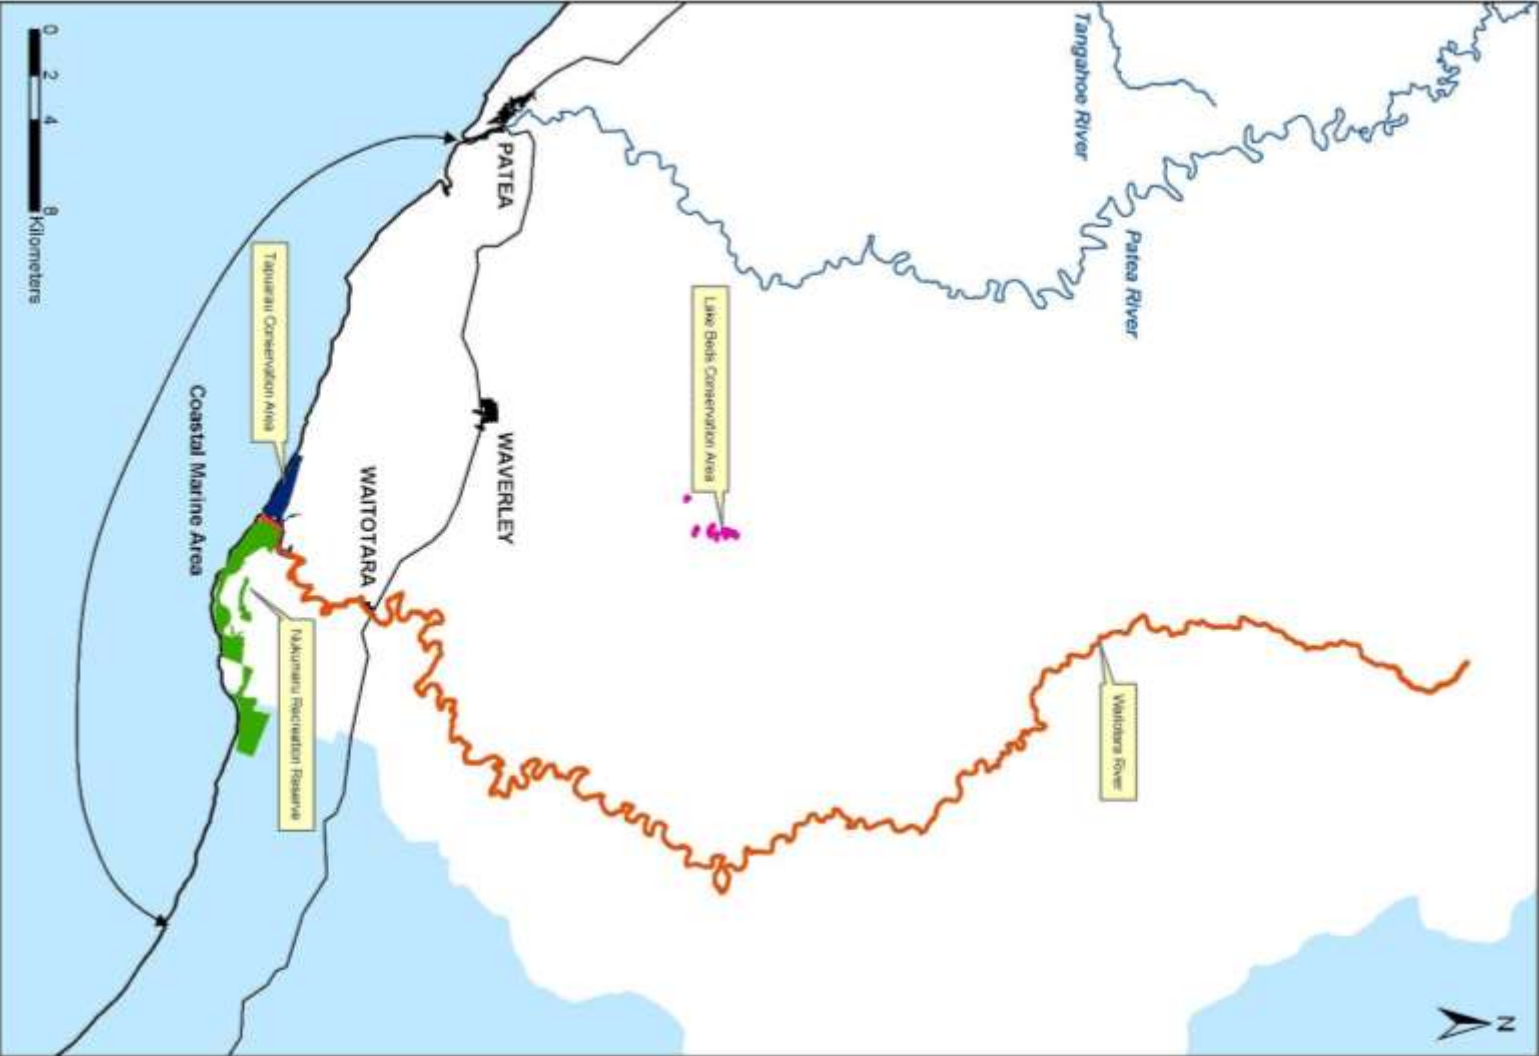 N
Patea River
Waitotara River
Tangahoe River
Lake Beds Conservation Area
PATEA
WAVERLEY
WAITOTARA
Nukumaru Recreation Reserve
Tapuarau Conservation Area
Coastal Marine Area
0 2 4 8
Kilometers